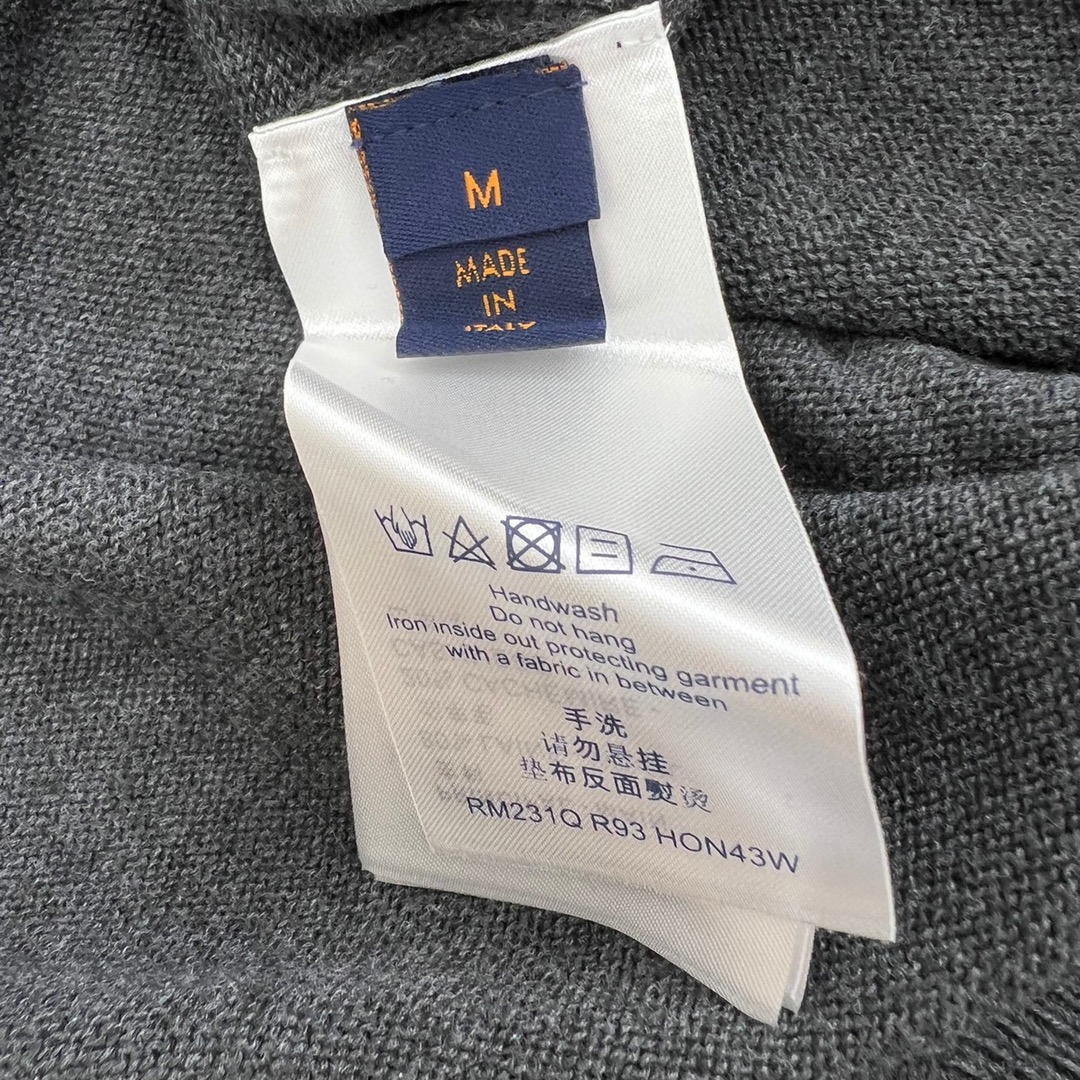 M
MADE
IN
ITALY
Handwash
Do not hang
Iron inside out protecting garment
with a fabric in between
手洗
请勿悬挂
垫布反面熨烫
RM231Q R93 HON43W